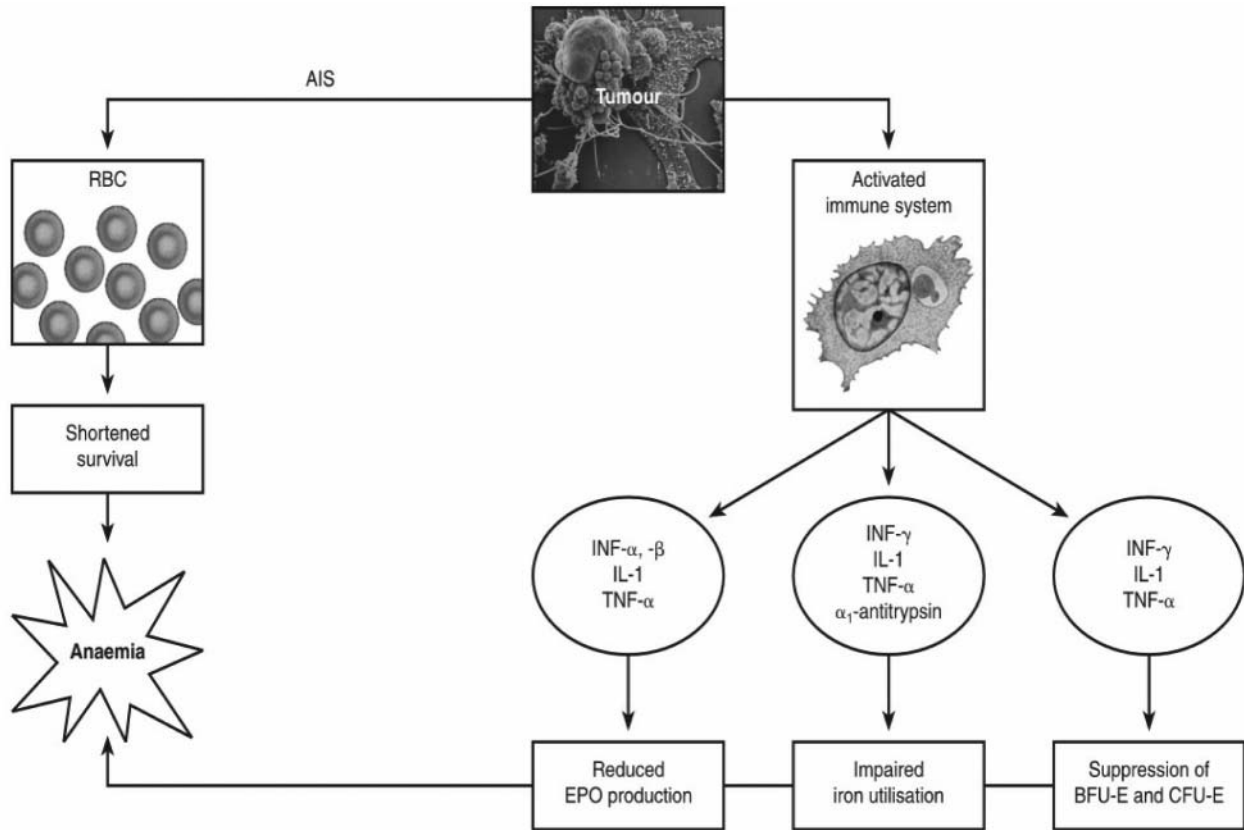 AIS
Tumour
RBC
Activated
immune system
Shortened
survival
INF-α, -β
IL-1
TNF-α
INF-γ
IL-1
TNF-α
α₁-antitrypsin
INF-γ
IL-1
TNF-α
Anaemia
Reduced
EPO production
Impaired
iron utilisation
Suppression of
BFU-E and CFU-E